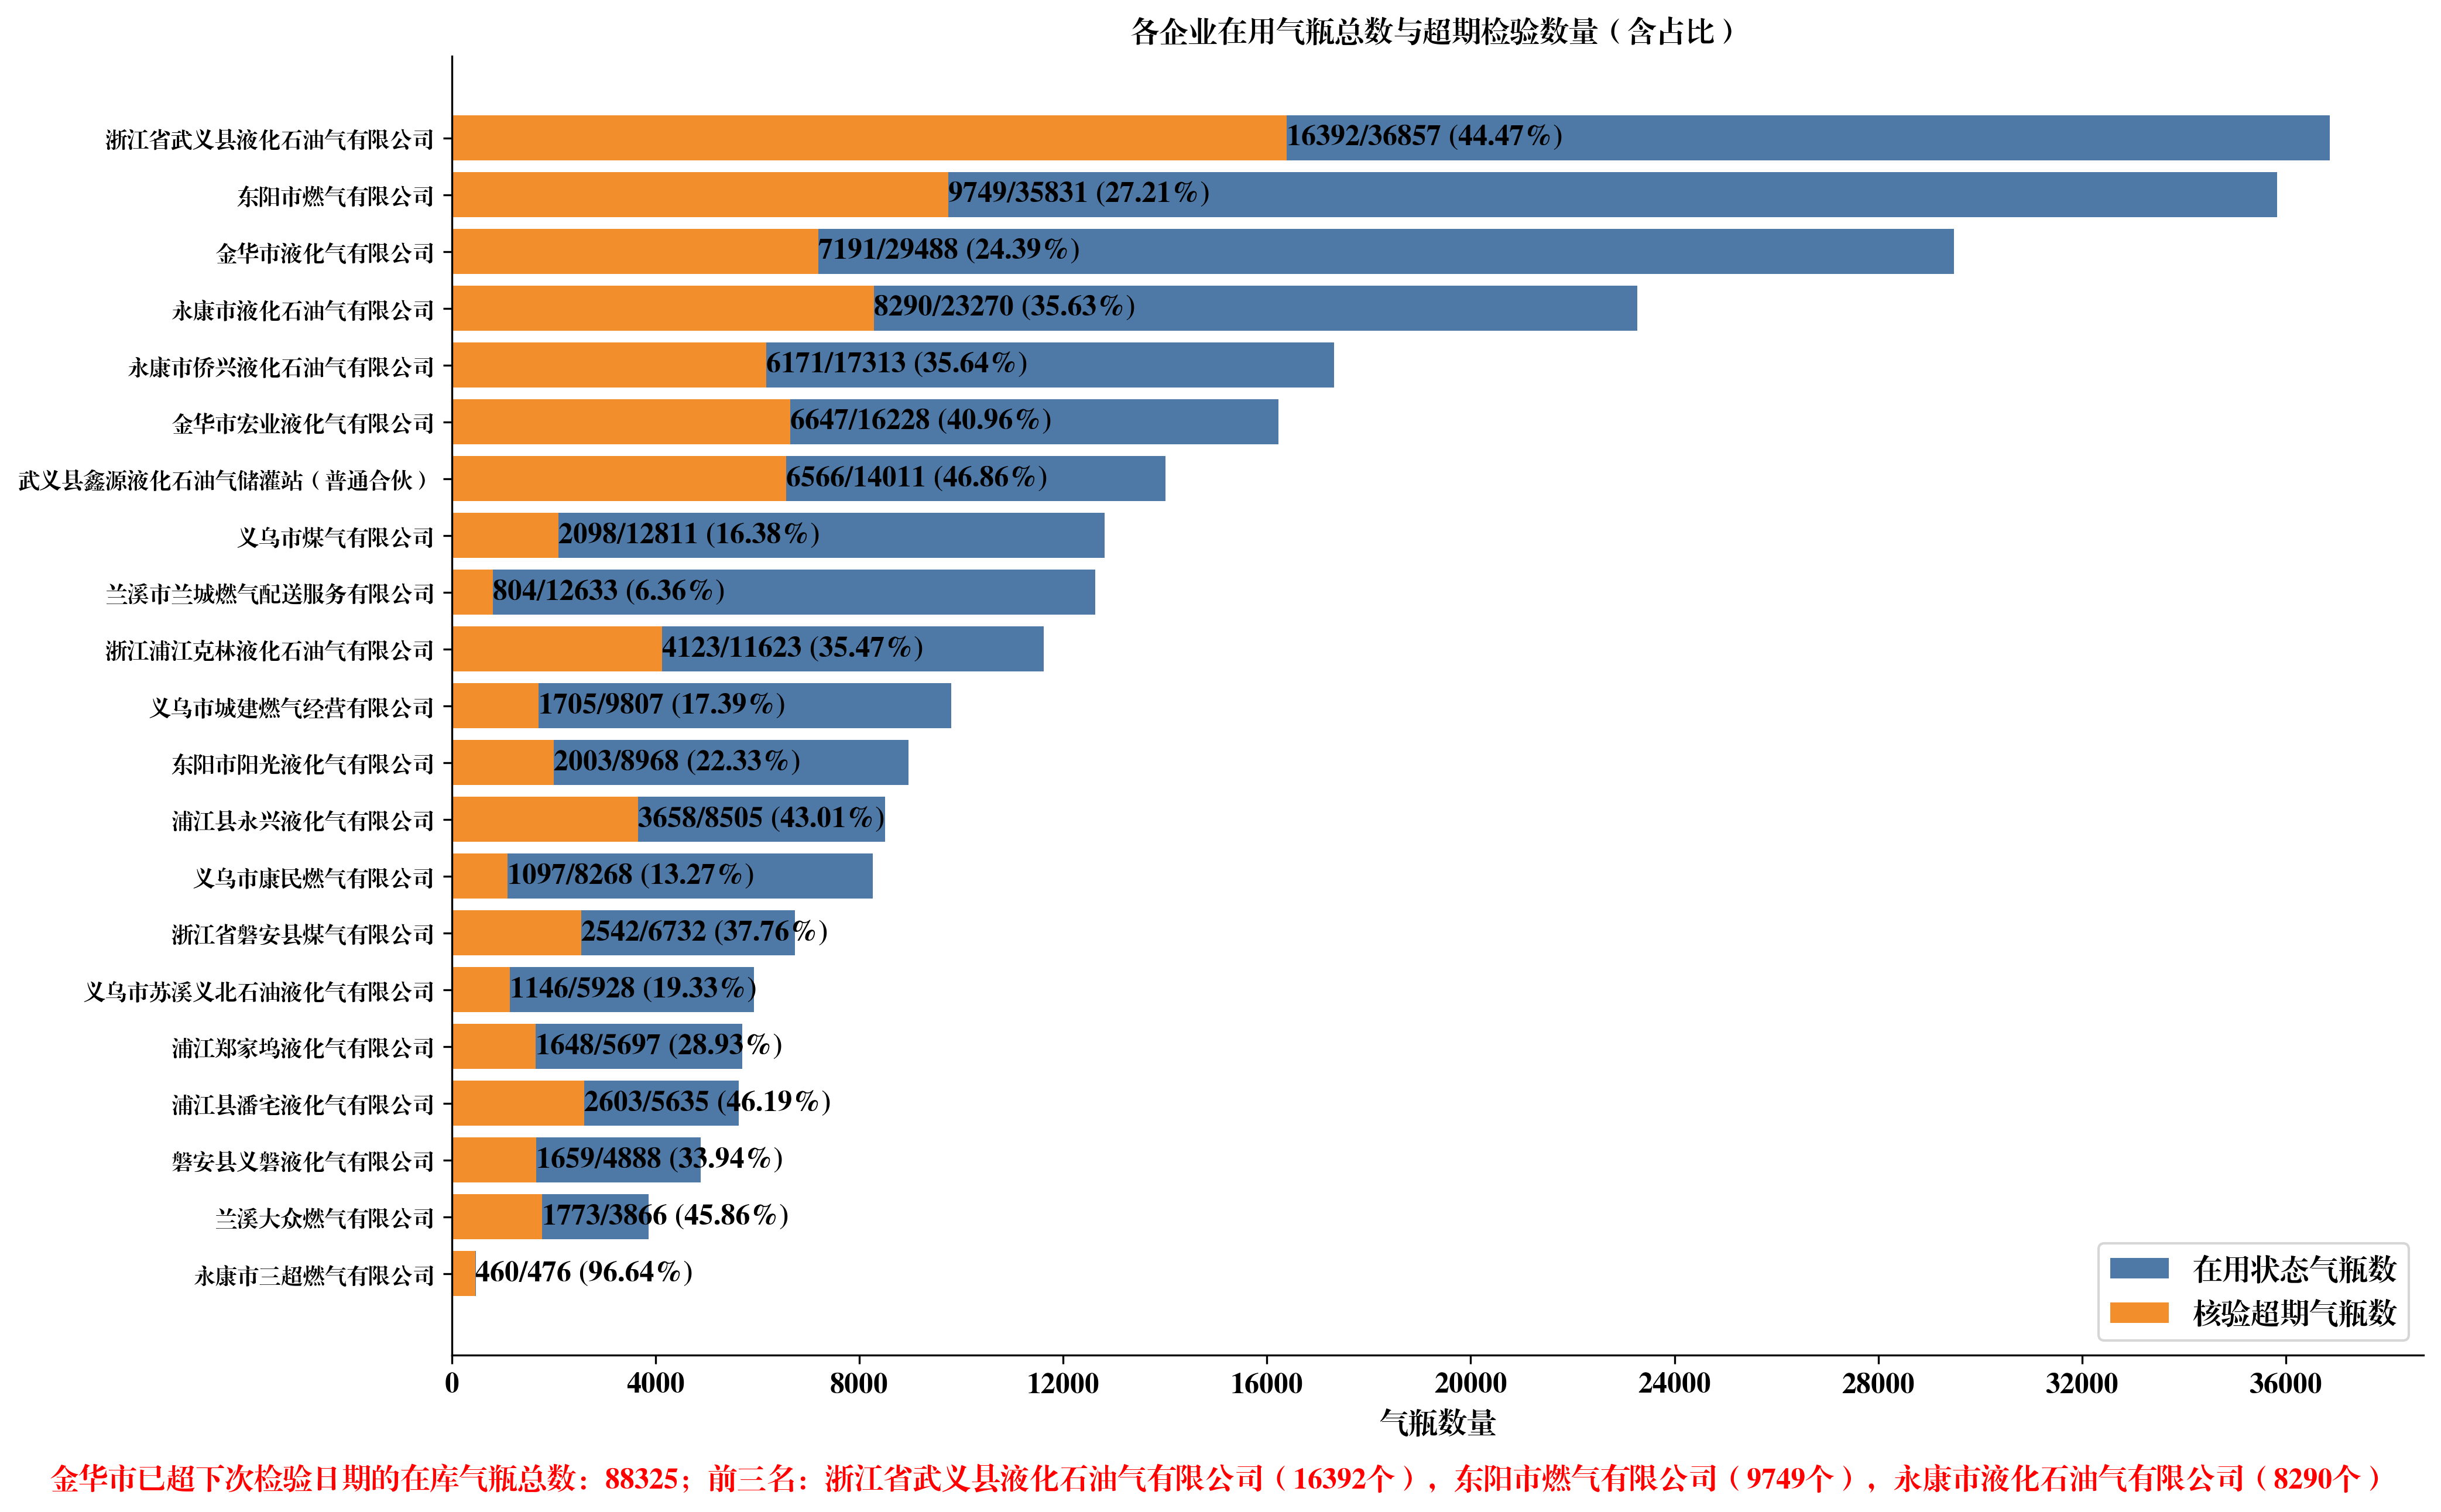 各企业在用气瓶总数与超期检验数量（含占比）
浙江省武义县液化石油气有限公司 16392/36857 (44.47%)
东阳市燃气有限公司 9749/35831 (27.21%)
金华市液化气有限公司 7191/29488 (24.39%)
永康市液化石油气有限公司 8290/23270 (35.63%)
永康市侨兴液化石油气有限公司 6171/17313 (35.64%)
金华市宏业液化气有限公司 6647/16228 (40.96%)
武义县鑫源液化石油气储灌站（普通合伙） 6566/14011 (46.86%)
义乌市煤气有限公司 2098/12811 (16.38%)
兰溪市兰城燃气配送服务有限公司 804/12633 (6.36%)
浙江浦江克林液化石油气有限公司 4123/11623 (35.47%)
义乌市城建燃气经营有限公司 1705/9807 (17.39%)
东阳市阳光液化气有限公司 2003/8968 (22.33%)
浦江县永兴液化气有限公司 3658/8505 (43.01%)
义乌市康民燃气有限公司 1097/8268 (13.27%)
浙江省磐安县煤气有限公司 2542/6732 (37.76%)
义乌市苏溪义北石油液化气有限公司 1146/5928 (19.33%)
浦江郑家坞液化气有限公司 1648/5697 (28.93%)
浦江县潘宅液化气有限公司 2603/5635 (46.19%)
磐安县义磐液化气有限公司 1659/4888 (33.94%)
兰溪大众燃气有限公司 1773/3866 (45.86%)
永康市三超燃气有限公司 460/476 (96.64%)
在用状态气瓶数
核验超期气瓶数
0 4000 8000 12000 16000 20000 24000 28000 32000 36000
气瓶数量
金华市已超下次检验日期的在库气瓶总数：88325；前三名：浙江省武义县液化石油气有限公司（16392个），东阳市燃气有限公司（9749个），永康市液化石油气有限公司（8290个）